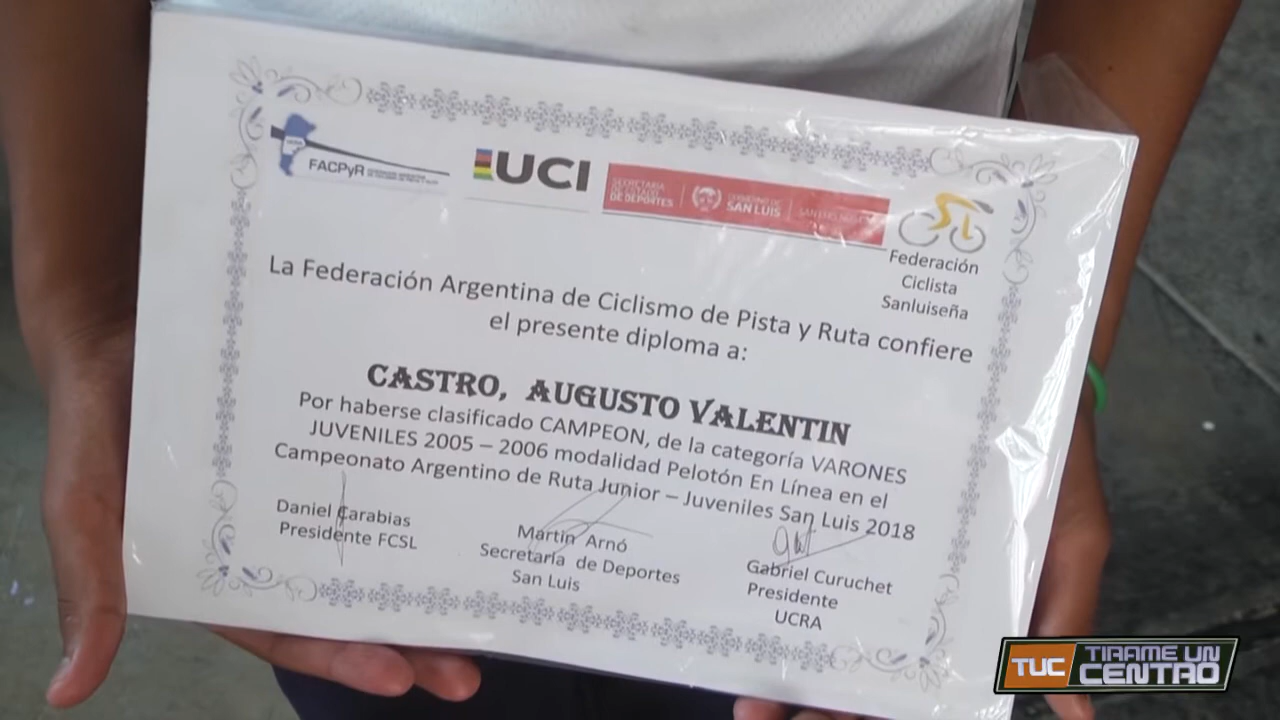 FACPyR
UCI
SECRETARIA
DE ESTADO
DE DEPORTES
GOBIERNO DE
SAN LUIS
Federación
Ciclista
Sanluiseña
La Federación Argentina de Ciclismo de Pista y Ruta confiere
el presente diploma a:
CASTRO, AUGUSTO VALENTIN
Por haberse clasificado CAMPEON, de la categoría VARONES
JUVENILES 2005 – 2006 modalidad Pelotón En Línea en el
Campeonato Argentino de Ruta Junior – Juveniles San Luis 2018
Daniel Carabias
Presidente FCSL
Martin Arnó
Secretaría de Deportes
San Luis
Gabriel Curuchet
Presidente
UCRA
TUC TIRAME UN
CENTRO